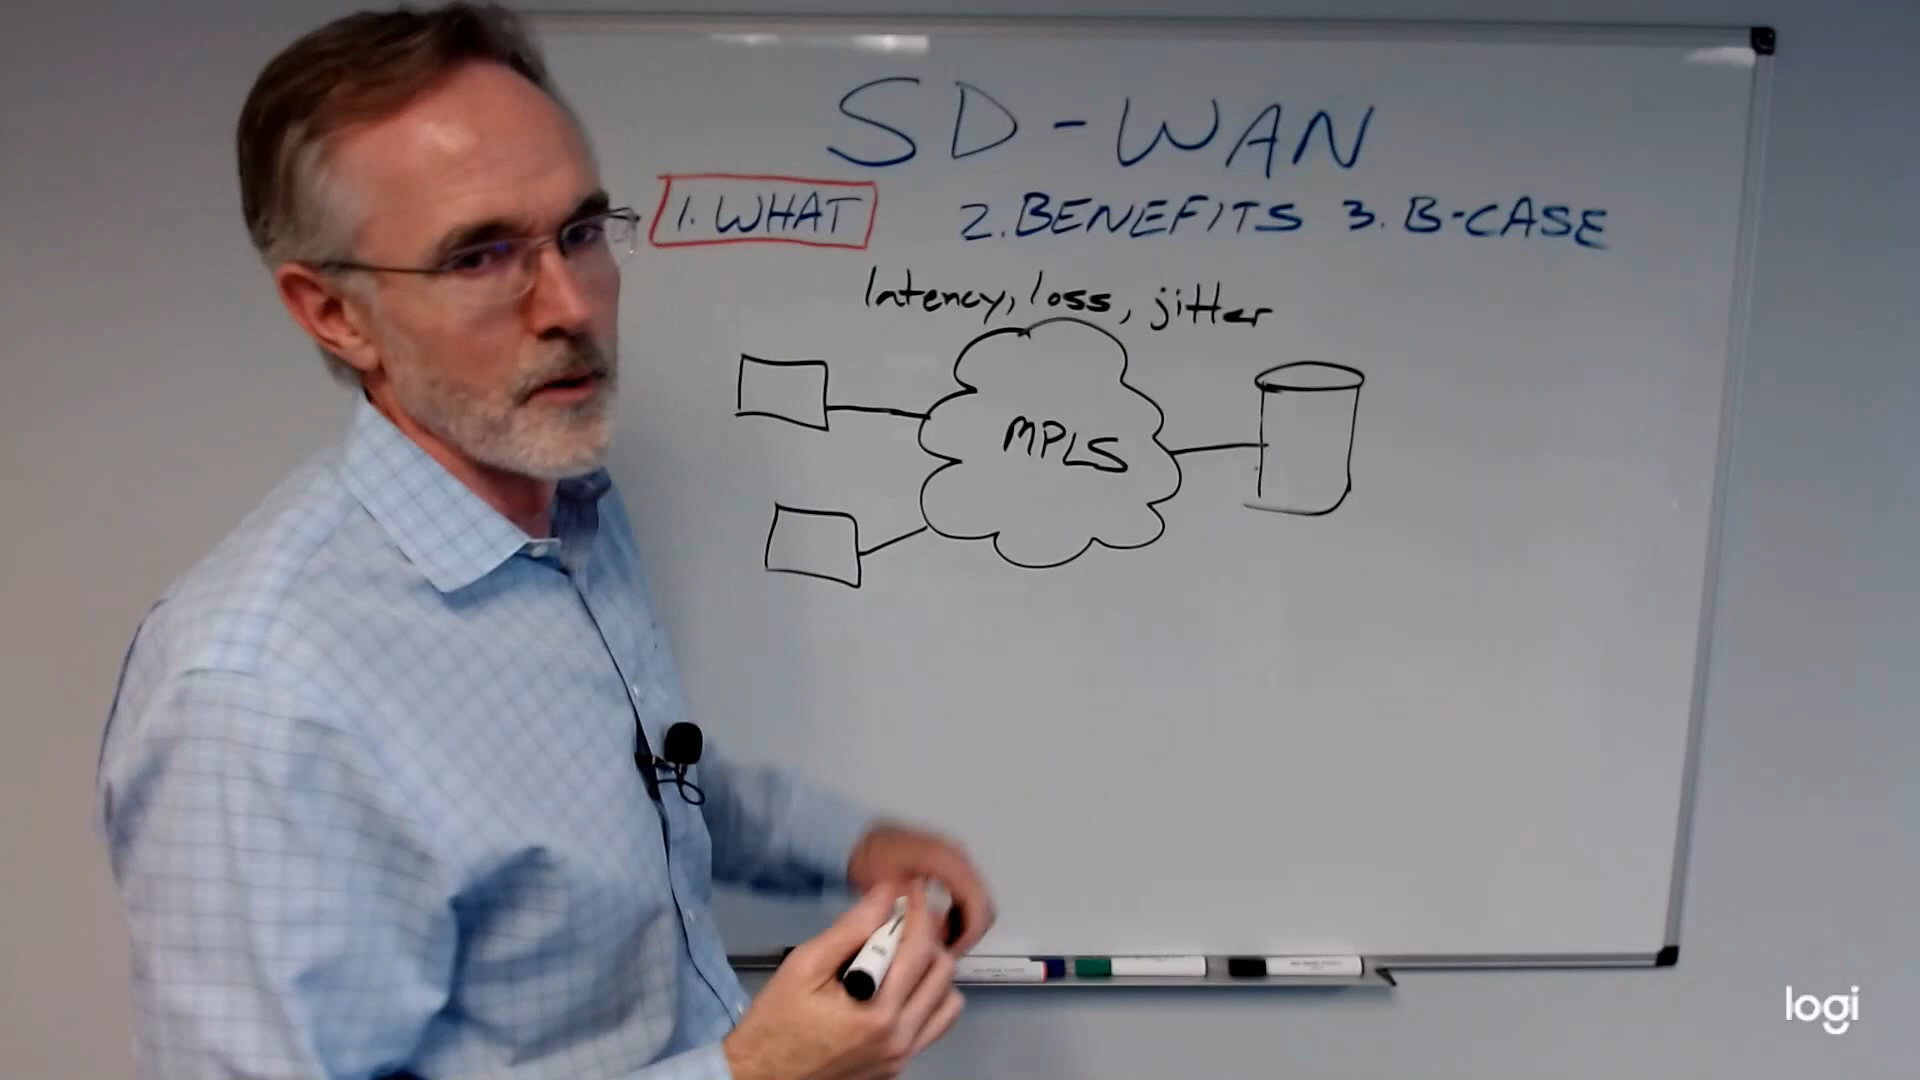 SD-WAN
1. WHAT 2. BENEFITS 3. B-CASE
latency, loss, jitter
MPLS
logi